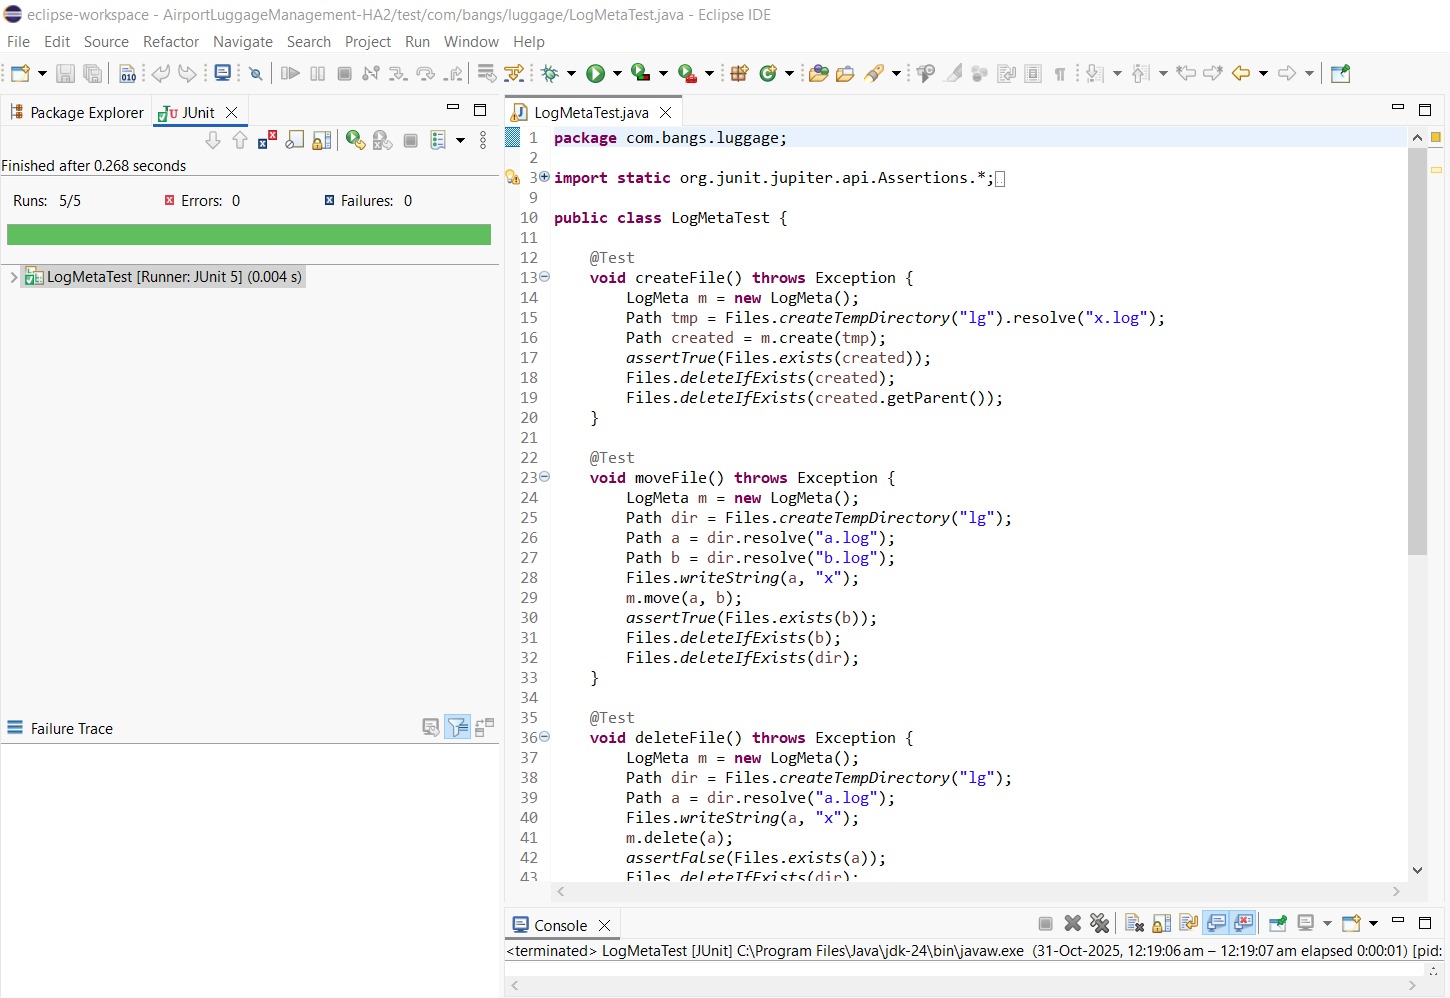 eclipse-workspace - AirportLuggageManagement-HA2/test/com/bangs/luggage/LogMetaTest.java - Eclipse IDE
File Edit Source Refactor Navigate Search Project Run Window Help
Package Explorer JUnit
Finished after 0.268 seconds
Runs: 5/5 Errors: 0 Failures: 0
LogMetaTest [Runner: JUnit 5] (0.004 s)
Failure Trace
LogMetaTest.java
1 package com.bangs.luggage;
2
3 import static org.junit.jupiter.api.Assertions.*;
9
10 public class LogMetaTest {
11
12     @Test
13     void createFile() throws Exception {
14         LogMeta m = new LogMeta();
15         Path tmp = Files.createTempDirectory("lg").resolve("x.log");
16         Path created = m.create(tmp);
17         assertTrue(Files.exists(created));
18         Files.deleteIfExists(created);
19         Files.deleteIfExists(created.getParent());
20     }
21
22     @Test
23     void moveFile() throws Exception {
24         LogMeta m = new LogMeta();
25         Path dir = Files.createTempDirectory("lg");
26         Path a = dir.resolve("a.log");
27         Path b = dir.resolve("b.log");
28         Files.writeString(a, "x");
29         m.move(a, b);
30         assertTrue(Files.exists(b));
31         Files.deleteIfExists(b);
32         Files.deleteIfExists(dir);
33     }
34
35     @Test
36     void deleteFile() throws Exception {
37         LogMeta m = new LogMeta();
38         Path dir = Files.createTempDirectory("lg");
39         Path a = dir.resolve("a.log");
40         Files.writeString(a, "x");
41         m.delete(a);
42         assertFalse(Files.exists(a));
43         Files.deleteIfExists(dir);
Console
<terminated> LogMetaTest [JUnit] C:\Program Files\Java\jdk-24\bin\javaw.exe (31-Oct-2025, 12:19:06 am – 12:19:07 am elapsed 0:00:01) [pid: